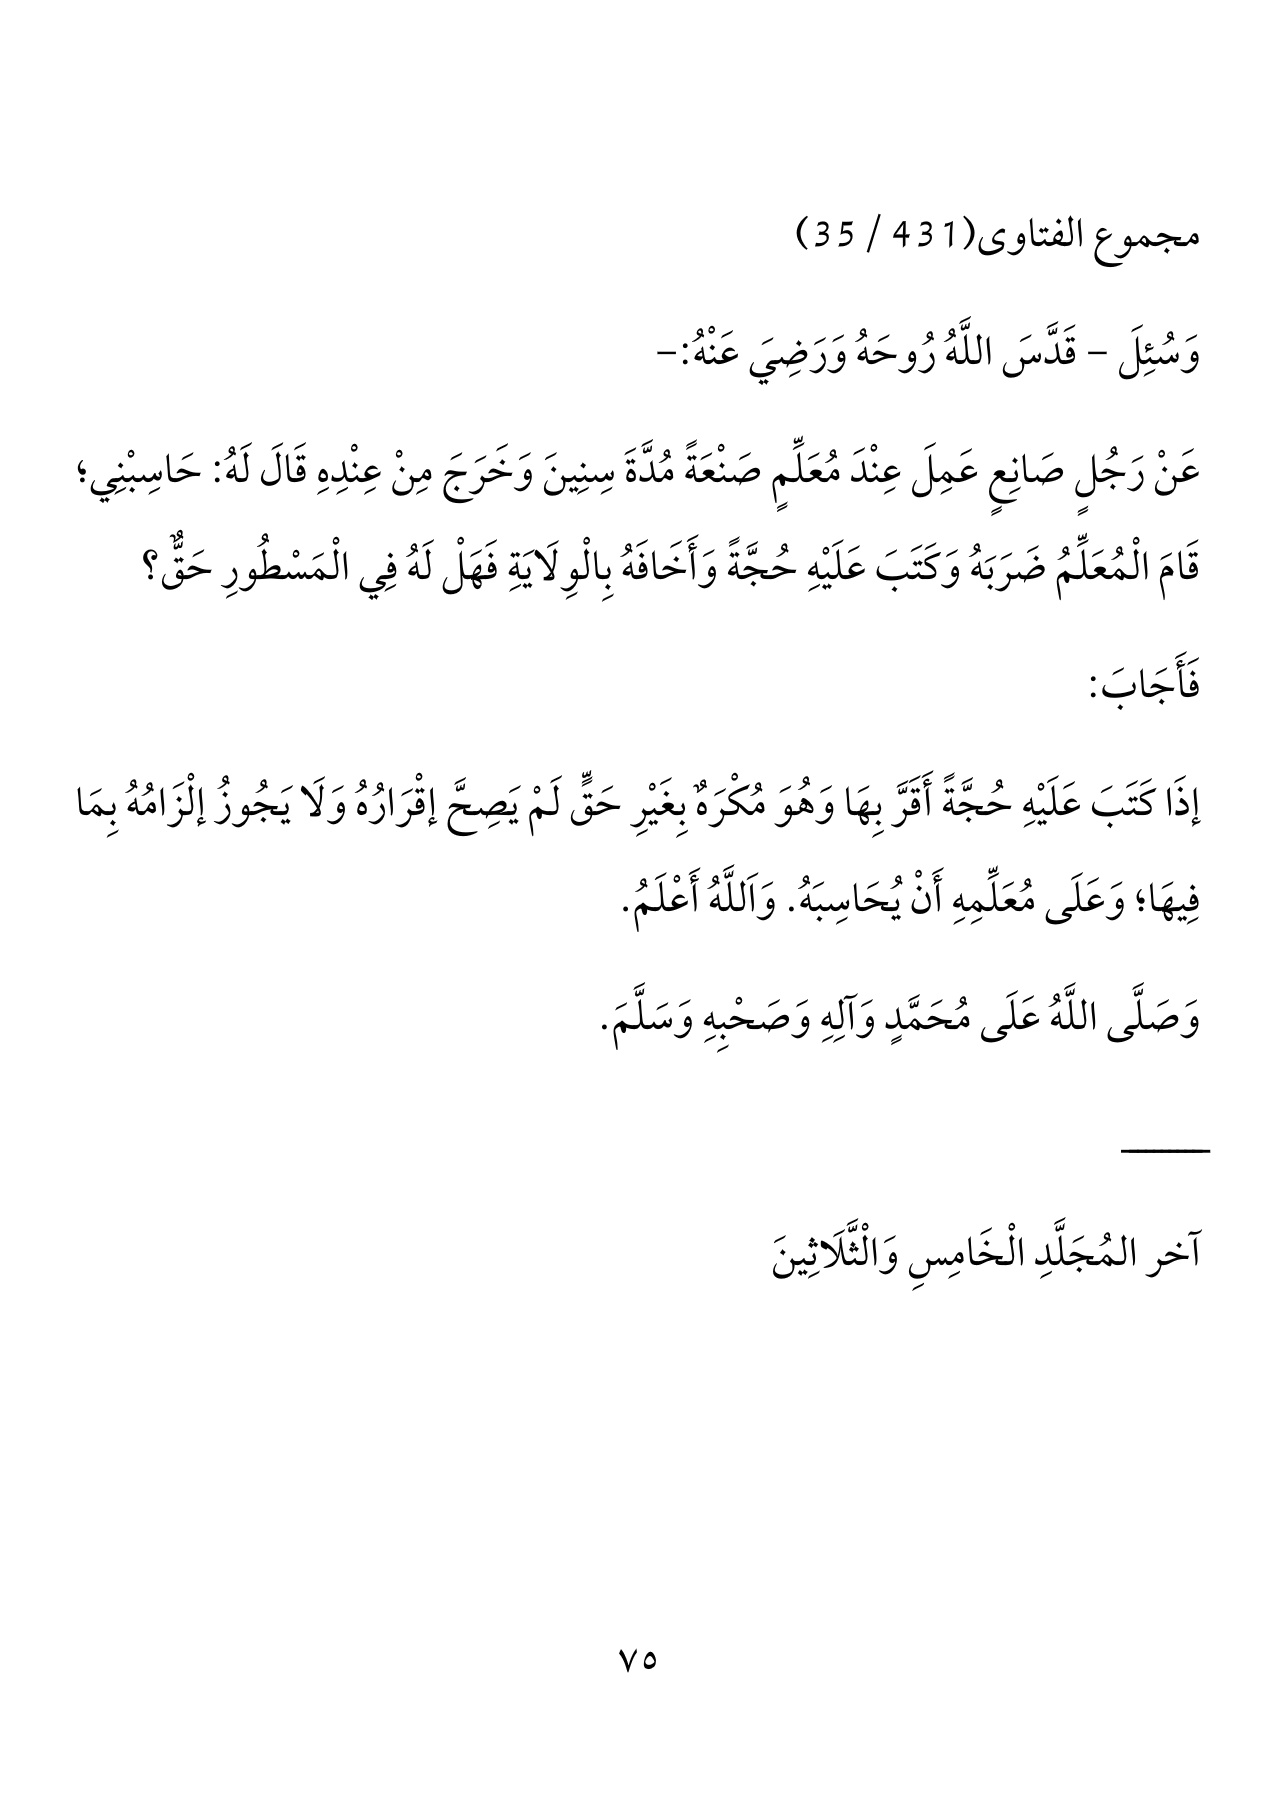 مجموع الفتاوى(431 / 35)
وَسُئِلَ – قَدَّسَ اللَّهُ رُوحَهُ وَرَضِيَ عَنْهُ:–
عَنْ رَجُلٍ صَانِعٍ عَمِلَ عِنْدَ مُعَلِّمٍ صَنْعَةً مُدَّةَ سِنِينَ وَخَرَجَ مِنْ عِنْدِهِ قَالَ لَهُ: حَاسِبْنِي؛
قَامَ الْمُعَلِّمُ ضَرَبَهُ وَكَتَبَ عَلَيْهِ حُجَّةً وَأَخَافَهُ بِالْوِلَايَةِ فَهَلْ لَهُ فِي الْمَسْطُورِ حَقٌّ؟
فَأَجَابَ:
إذَا كَتَبَ عَلَيْهِ حُجَّةً أَقَرَّ بِهَا وَهُوَ مُكْرَهٌ بِغَيْرِ حَقٍّ لَمْ يَصِحَّ إقْرَارُهُ وَلَا يَجُوزُ إلْزَامُهُ بِمَا
فِيهَا؛ وَعَلَى مُعَلِّمِهِ أَنْ يُحَاسِبَهُ. وَاَللَّهُ أَعْلَمُ.
وَصَلَّى اللَّهُ عَلَى مُحَمَّدٍ وَآلِهِ وَصَحْبِهِ وَسَلَّمَ.
آخر المُجَلَّدِ الْخَامِسِ وَالْثَّلَاثِينَ
٧٥